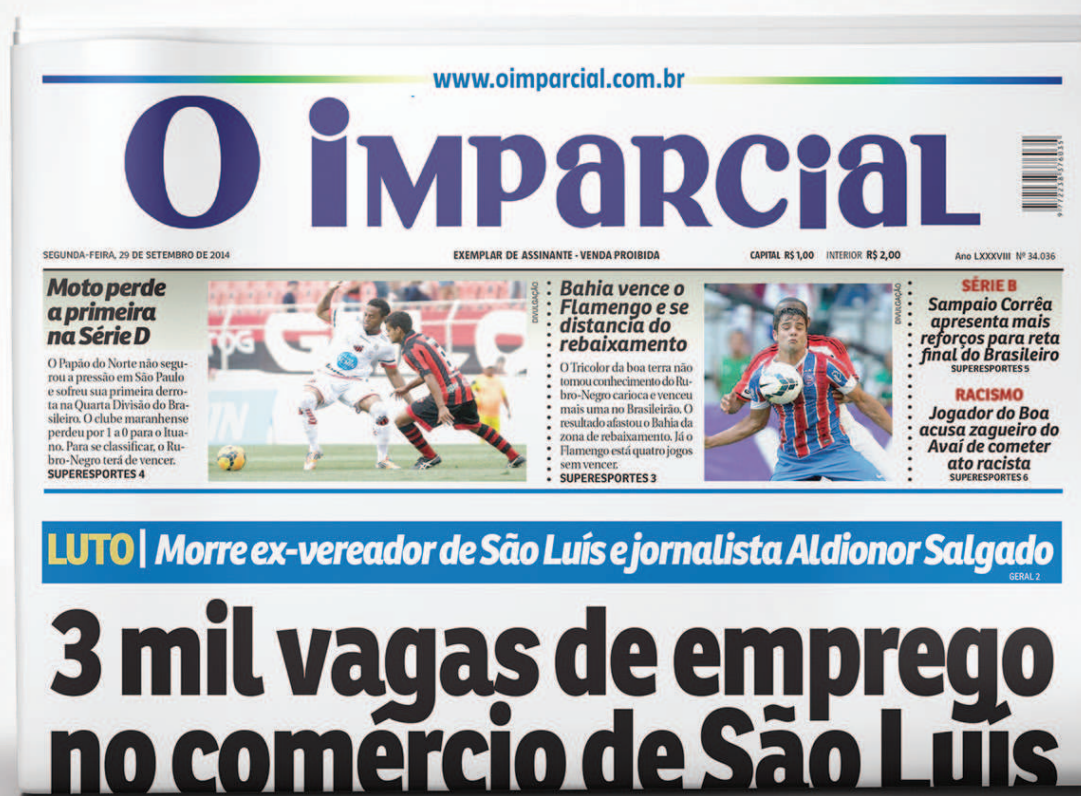 www.oimparcial.com.br
O IMPARCIAL
9 772238 576035
SEGUNDA-FEIRA, 29 DE SETEMBRO DE 2014
EXEMPLAR DE ASSINANTE - VENDA PROIBIDA
CAPITAL R$ 1,00 INTERIOR R$ 2,00
Ano LXXXVIII Nº 34.036
Moto perde
a primeira
na Série D
O Papão do Norte não segu-
rou a pressão em São Paulo
e sofreu sua primeira derro-
ta na Quarta Divisão do Bra-
sileiro. O clube maranhense
perdeu por 1 a 0 para o Itua-
no. Para se classificar, o Ru-
bro-Negro terá de vencer.
SUPERESPORTES 4
DIVULGAÇÃO
Bahia vence o
Flamengo e se
distancia do
rebaixamento
O Tricolor da boa terra não
tomou conhecimento do Ru-
bro-Negro carioca e venceu
mais uma no Brasileirão. O
resultado afastou o Bahia da
zona de rebaixamento. Já o
Flamengo está quatro jogos
sem vencer.
SUPERESPORTES 3
DIVULGAÇÃO
SÉRIE B
Sampaio Corrêa
apresenta mais
reforços para reta
final do Brasileiro
SUPERESPORTES 5
RACISMO
Jogador do Boa
acusa zagueiro do
Avaí de cometer
ato racista
SUPERESPORTES 6
LUTO | Morre ex-vereador de São Luís e jornalista Aldionor Salgado
GERAL 2
3 mil vagas de emprego
no comércio de São Luís